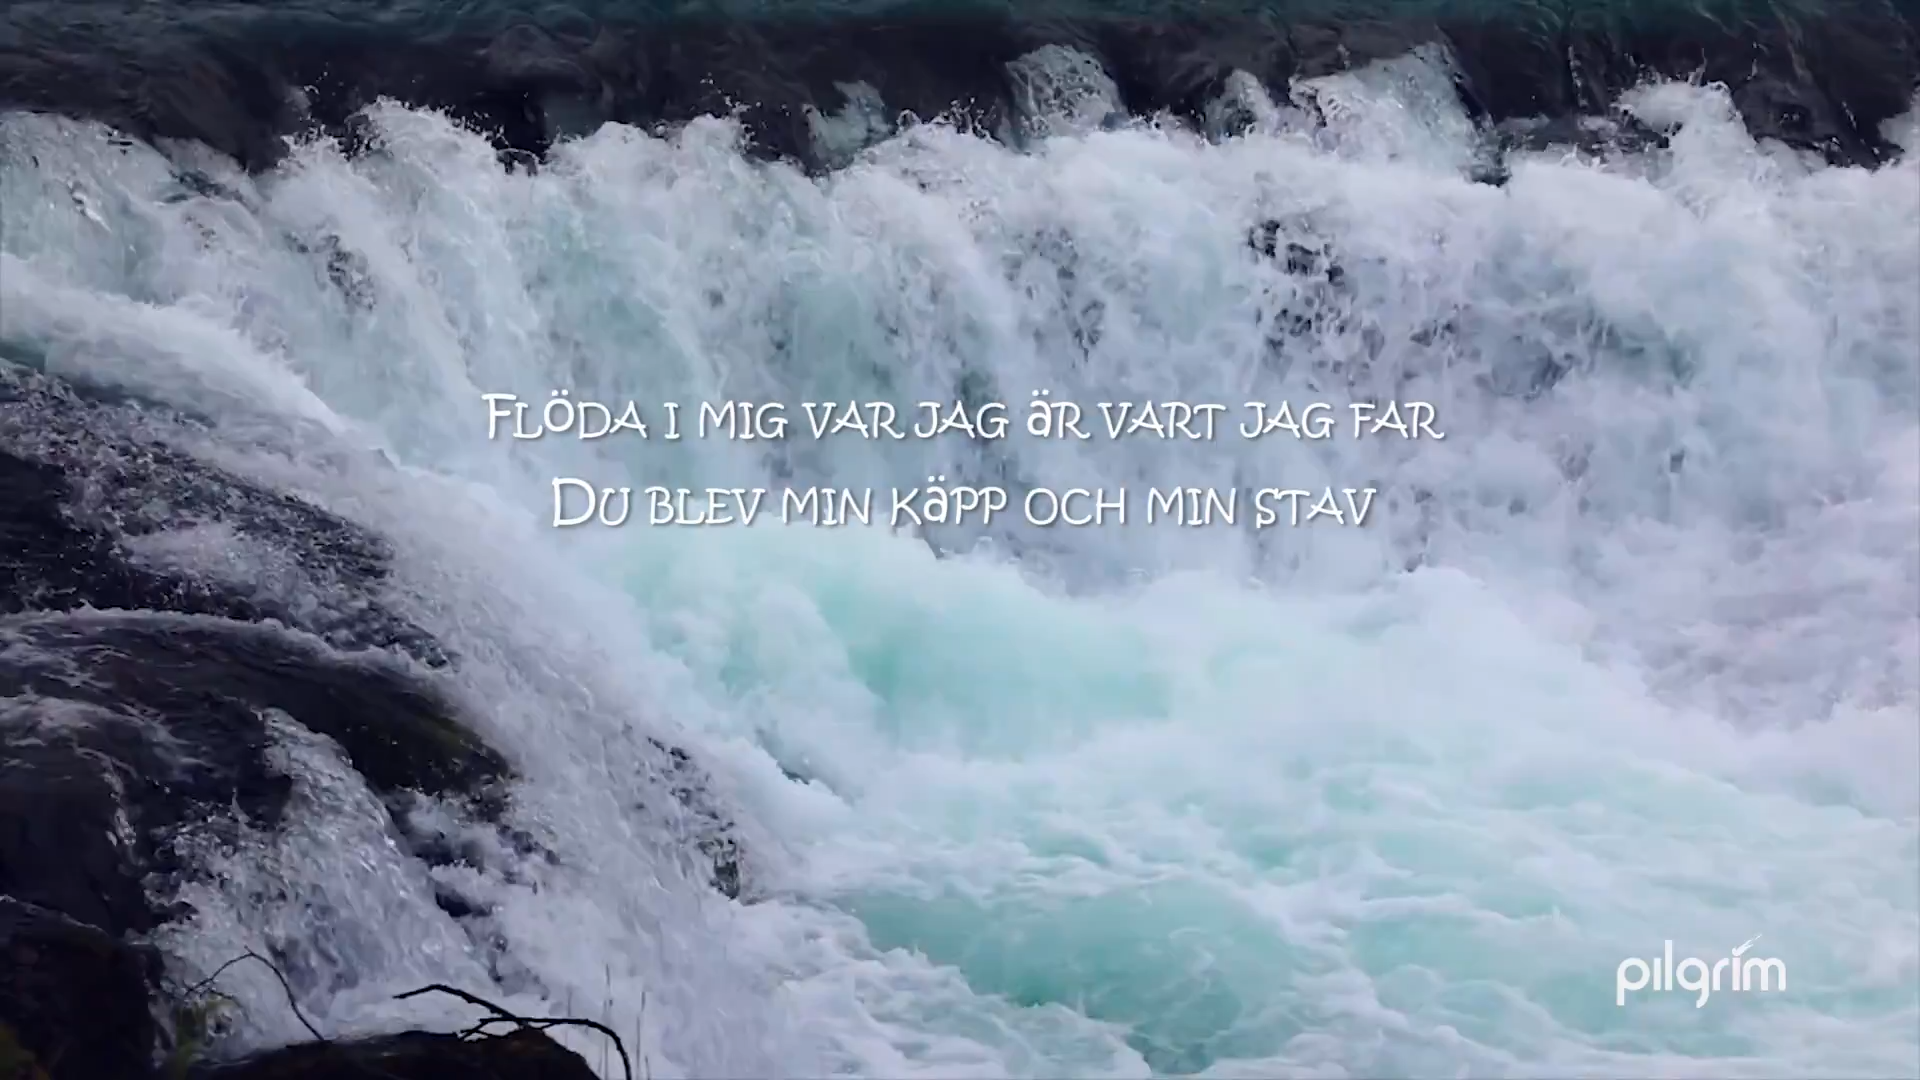 Flöda i mig var jag är vart jag far
Du blev min käpp och min stav
pilgrim